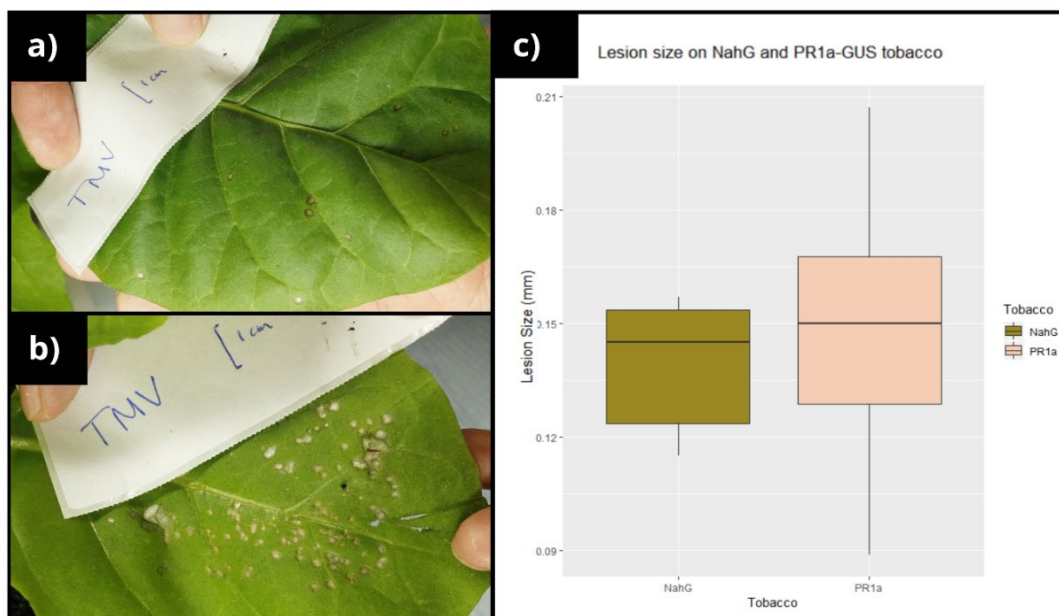 a)
TMV
[1cm
b)
TMV
[1cm
c)
Lesion size on NahG and PR1a-GUS tobacco
Lesion Size (mm)
0.21
0.18
0.15
0.12
0.09
NahG
PR1a
Tobacco
Tobacco
NahG
PR1a